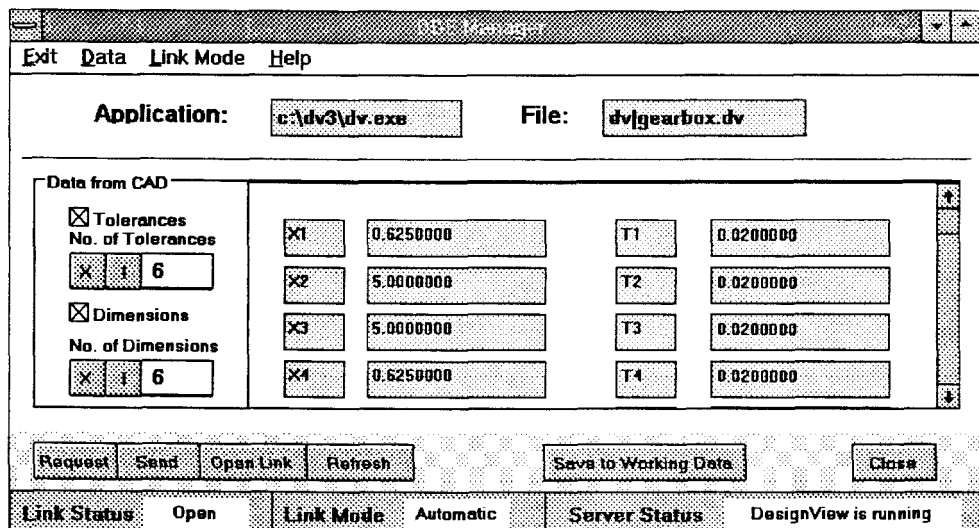 DDE Manager
Exit Data Link Mode Help
Application: c:\dv3\dv.exe File: dv|gearbox.dv
Data from CAD
Tolerances
No. of Tolerances
X I 6
Dimensions
No. of Dimensions
X I 6
X1 0.6250000 T1 0.0200000
X2 5.0000000 T2 0.0200000
X3 5.0000000 T3 0.0200000
X4 0.6250000 T4 0.0200000
Request Send Open Link Refresh Save to Working Data Close
Link Status Open Link Mode Automatic Server Status DesignView is running